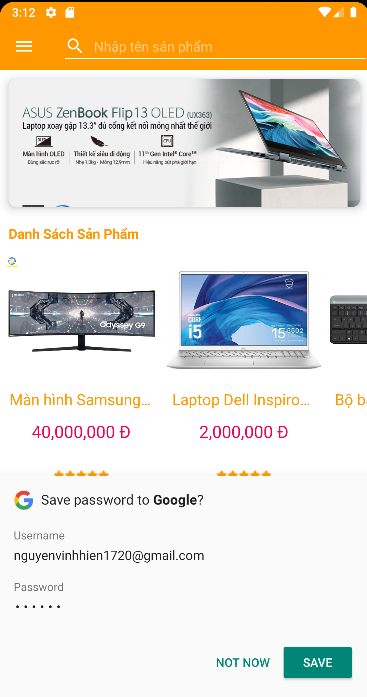 3:12
Nhập tên sản phẩm
ASUS ZenBook Flip 13 OLED (UX363)
Laptop xoay gập 13.3" đủ cổng kết nối mỏng nhất thế giới
Màn hình OLED
Thiết kế siêu di động
11th Gen Intel® Core™
Nhẹ 1.3kg - Mỏng 13.9mm
Danh Sách Sản Phẩm
Odyssey G9
CORE i5
Màn hình Samsung...
Laptop Dell Inspiro...
Bộ b
40,000,000 Đ
2,000,000 Đ
Save password to Google?
Username
nguyenvinhhien1720@gmail.com
Password
••••••
NOT NOW
SAVE